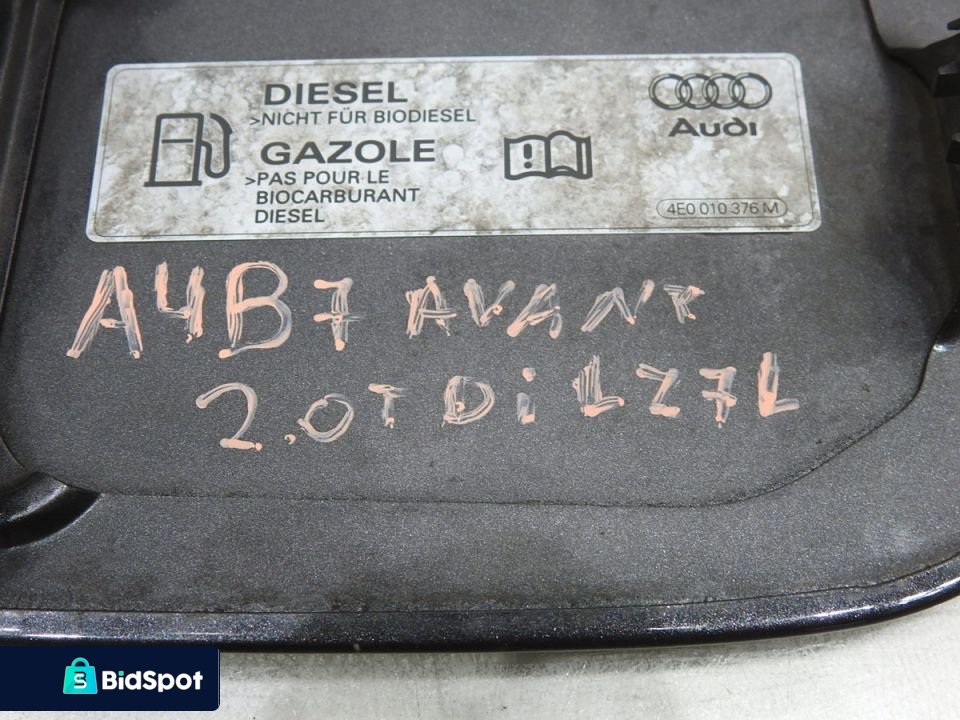 DIESEL
>NICHT FÜR BIODIESEL
GAZOLE
>PAS POUR LE
BIOCARBURANT
DIESEL
Audi
4E0 010 376 M
A4B7 AVANT
2.0TDi LZ7L
BidSpot